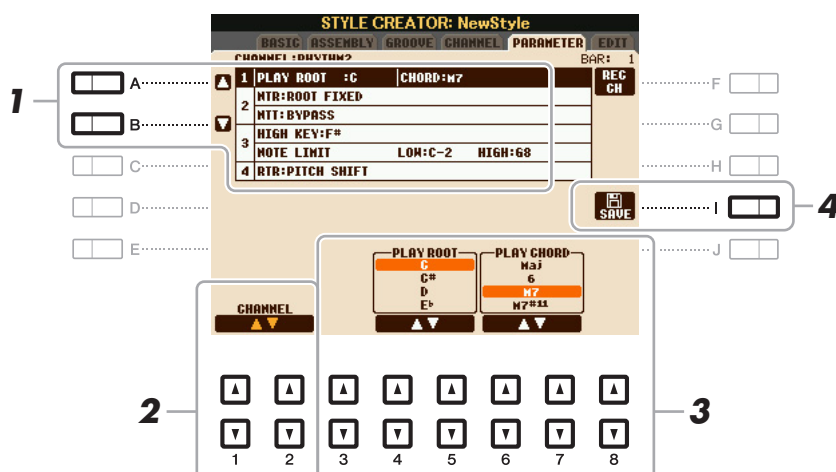 STYLE CREATOR: NewStyle
BASIC ASSEMBLY GROOVE CHANNEL PARAMETER EDIT
CHANNEL:RHYTHM2 BAR: 1
1 PLAY ROOT :C CHORD:M7
REC CH
2 NTR:ROOT FIXED
NTT:BYPASS
3 HIGH KEY:F#
NOTE LIMIT LOW:C-2 HIGH:G8
4 RTR:PITCH SHIFT
SAVE
A
B
C
D
E
F
G
H
I
J
1
4
PLAY ROOT PLAY CHORD
C Maj
C# 6
D M7
E♭ M7#11
CHANNEL
2
3
1 2 3 4 5 6 7 8